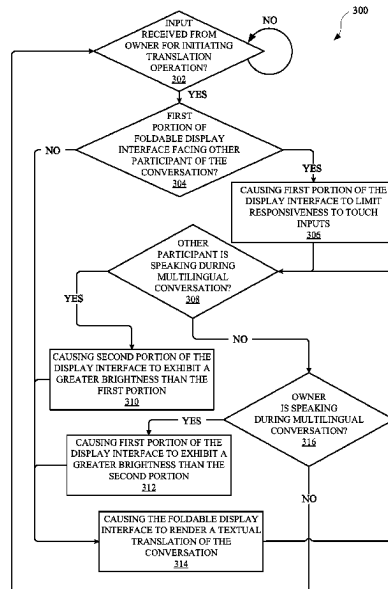 INPUT
RECEIVED FROM
OWNER FOR INITIATING
TRANSLATION
OPERATION?
302
NO
300
YES
FIRST
PORTION OF
FOLDABLE DISPLAY
INTERFACE FACING OTHER
PARTICIPANT OF
THE CONVERSATION?
304
NO
YES
CAUSING FIRST PORTION OF THE
DISPLAY INTERFACE TO LIMIT
RESPONSIVENESS TO TOUCH
INPUTS
306
OTHER
PARTICIPANT IS
SPEAKING DURING
MULTILINGUAL
CONVERSATION?
308
YES
NO
CAUSING SECOND PORTION OF THE
DISPLAY INTERFACE TO EXHIBIT A
GREATER BRIGHTNESS THAN THE
FIRST PORTION
310
OWNER
IS SPEAKING
DURING MULTILINGUAL
CONVERSATION?
316
YES
CAUSING FIRST PORTION OF THE
DISPLAY INTERFACE TO EXHIBIT A
GREATER BRIGHTNESS THAN THE
SECOND PORTION
312
NO
CAUSING THE FOLDABLE DISPLAY
INTERFACE TO RENDER A TEXTUAL
TRANSLATION OF THE
CONVERSATION
314